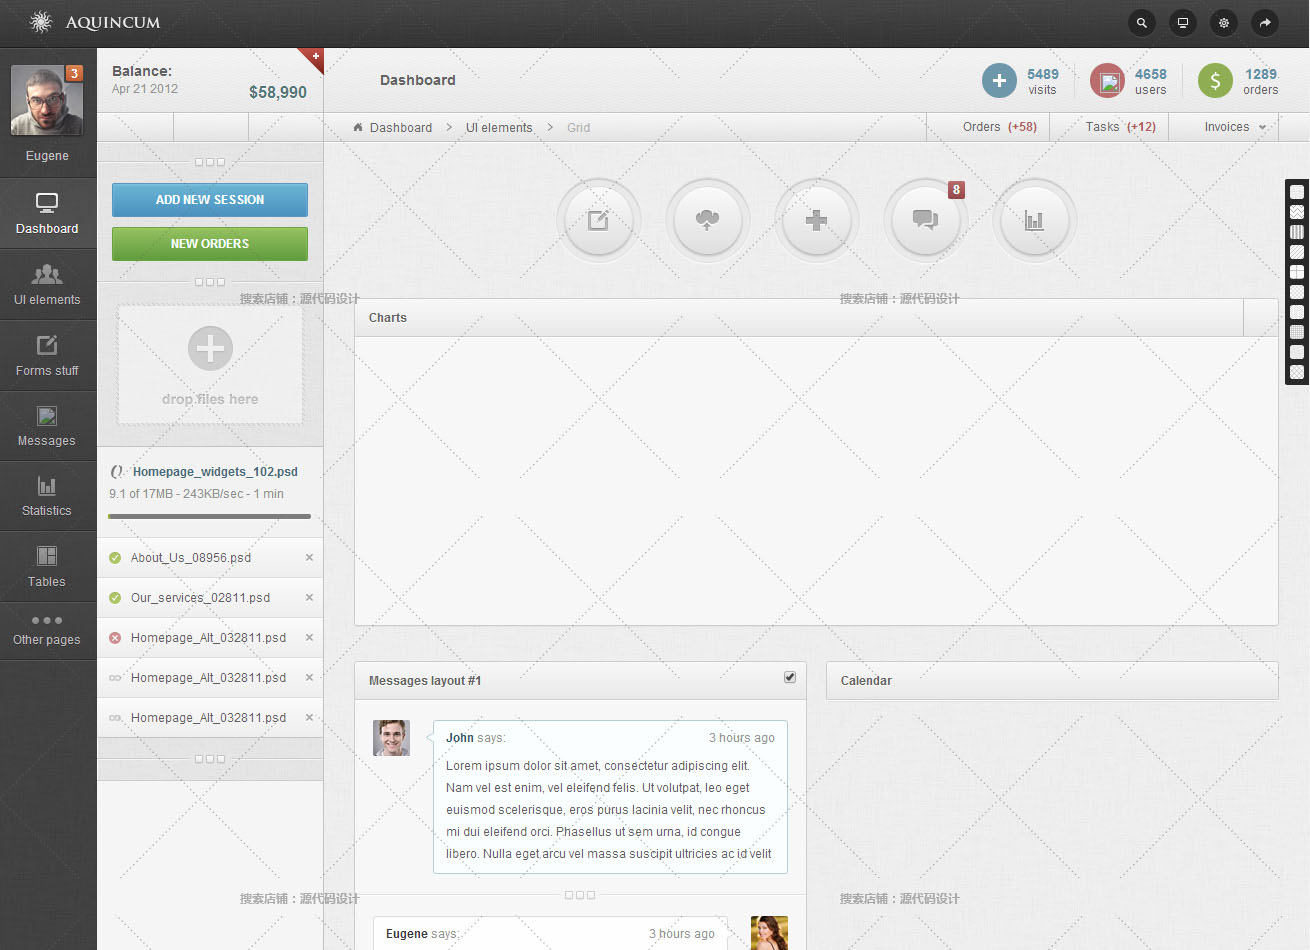 AQUINCUM
3
Eugene
Dashboard
UI elements
Forms stuff
Messages
Statistics
Tables
Other pages
Balance:
Apr 21 2012
$58,990
+
ADD NEW SESSION
NEW ORDERS
drop files here
Homepage_widgets_102.psd
9.1 of 17MB - 243KB/sec - 1 min
About_Us_08956.psd
Our_services_02811.psd
Homepage_Alt_032811.psd
Homepage_Alt_032811.psd
Homepage_Alt_032811.psd
Dashboard
5489
visits
4658
users
$
1289
orders
Dashboard > UI elements > Grid
Orders (+58)
Tasks (+12)
Invoices
8
搜索店铺：源代码设计
搜索店铺：源代码设计
Charts
Messages layout #1
Calendar
John says:
3 hours ago
Lorem ipsum dolor sit amet, consectetur adipiscing elit.
Nam vel est enim, vel eleifend felis. Ut volutpat, leo eget
euismod scelerisque, eros purus lacinia velit, nec rhoncus
mi dui eleifend orci. Phasellus ut sem urna, id congue
libero. Nulla eget arcu vel massa suscipit ultricies ac id velit
搜索店铺：源代码设计
搜索店铺：源代码设计
Eugene says:
3 hours ago